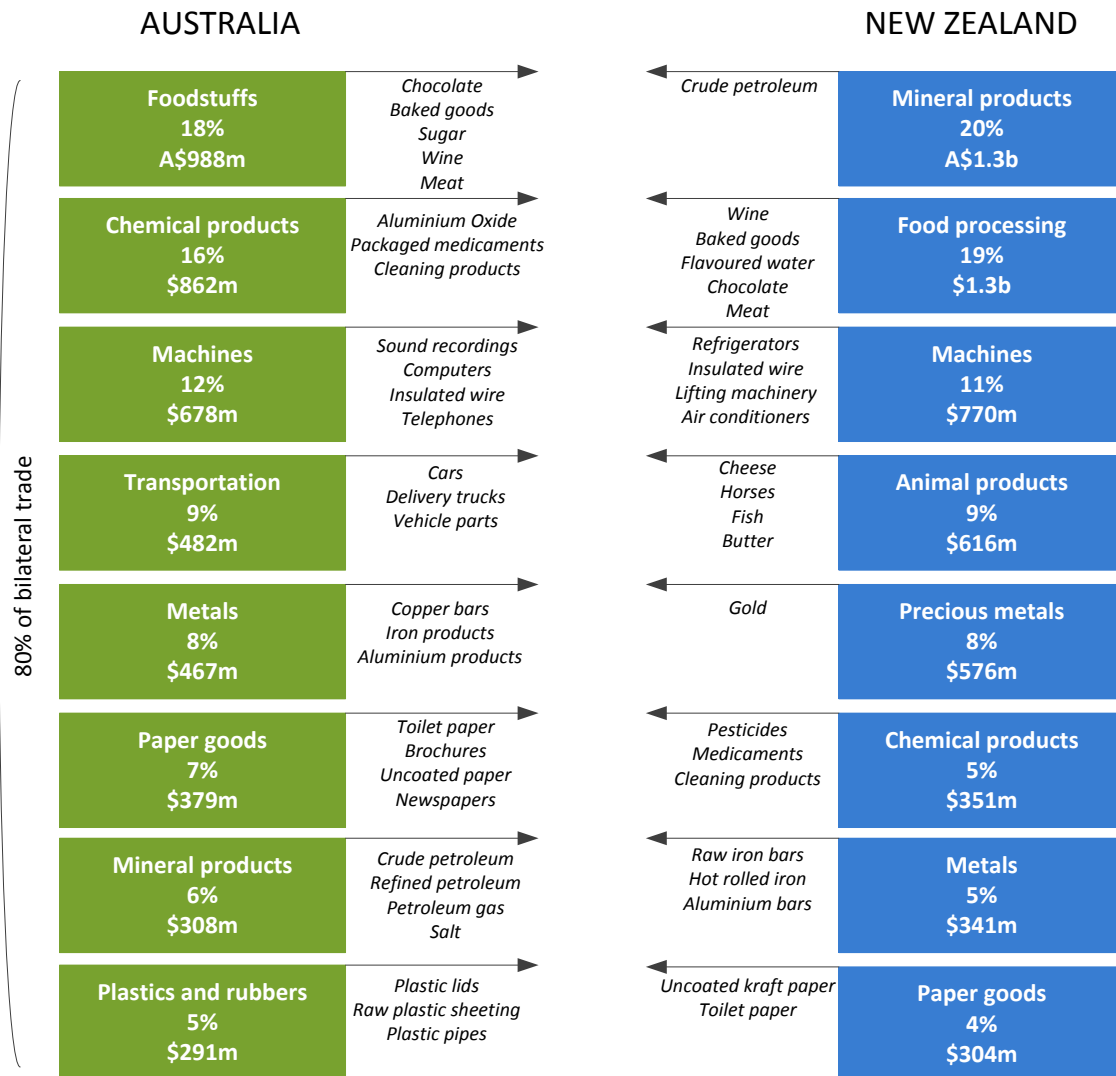 AUSTRALIA
NEW ZEALAND
80% of bilateral trade
Foodstuffs
18%
A$988m
Chocolate
Baked goods
Sugar
Wine
Meat
Crude petroleum
Mineral products
20%
A$1.3b
Chemical products
16%
$862m
Aluminium Oxide
Packaged medicaments
Cleaning products
Wine
Baked goods
Flavoured water
Chocolate
Meat
Food processing
19%
$1.3b
Machines
12%
$678m
Sound recordings
Computers
Insulated wire
Telephones
Refrigerators
Insulated wire
Lifting machinery
Air conditioners
Machines
11%
$770m
Transportation
9%
$482m
Cars
Delivery trucks
Vehicle parts
Cheese
Horses
Fish
Butter
Animal products
9%
$616m
Metals
8%
$467m
Copper bars
Iron products
Aluminium products
Gold
Precious metals
8%
$576m
Paper goods
7%
$379m
Toilet paper
Brochures
Uncoated paper
Newspapers
Pesticides
Medicaments
Cleaning products
Chemical products
5%
$351m
Mineral products
6%
$308m
Crude petroleum
Refined petroleum
Petroleum gas
Salt
Raw iron bars
Hot rolled iron
Aluminium bars
Metals
5%
$341m
Plastics and rubbers
5%
$291m
Plastic lids
Raw plastic sheeting
Plastic pipes
Uncoated kraft paper
Toilet paper
Paper goods
4%
$304m